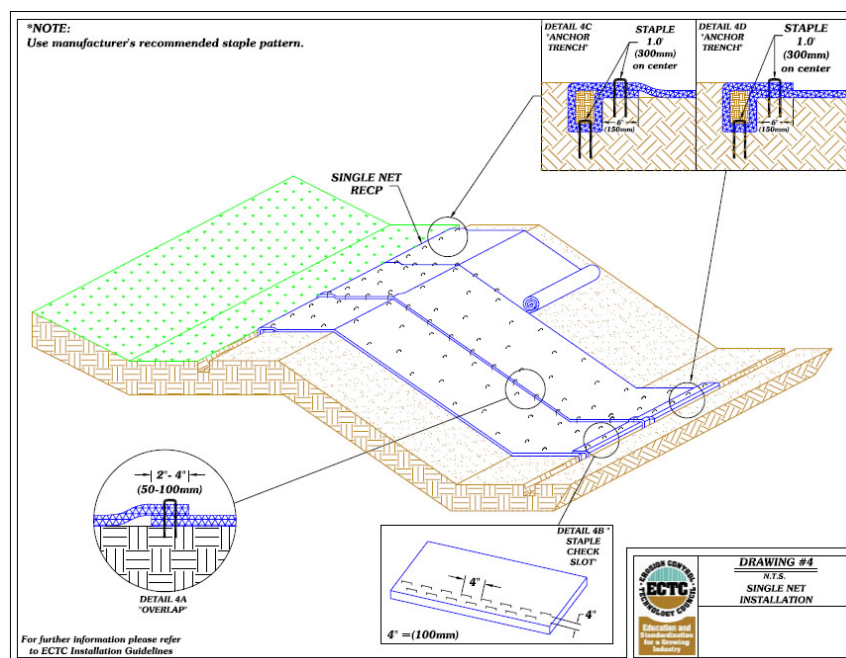 *NOTE:
Use manufacturer's recommended staple pattern.
DETAIL 4C
"ANCHOR
TRENCH"
STAPLE
1.0'
(300mm)
on center
6"
(150mm)
DETAIL 4D
"ANCHOR
TRENCH"
STAPLE
1.0'
(300mm)
on center
6"
(150mm)
SINGLE NET
RECP
2"- 4"
(50-100mm)
DETAIL 4A
"OVERLAP"
DETAIL 4B "
STAPLE
CHECK
SLOT"
4"
4"
4" =(100mm)
For further information please refer
to ECTC Installation Guidelines
EROSION CONTROL
ECTC
TECHNOLOGY COUNCIL
Education and
Standardization
for a Growing
Industry
DRAWING #4
N.T.S.
SINGLE NET
INSTALLATION